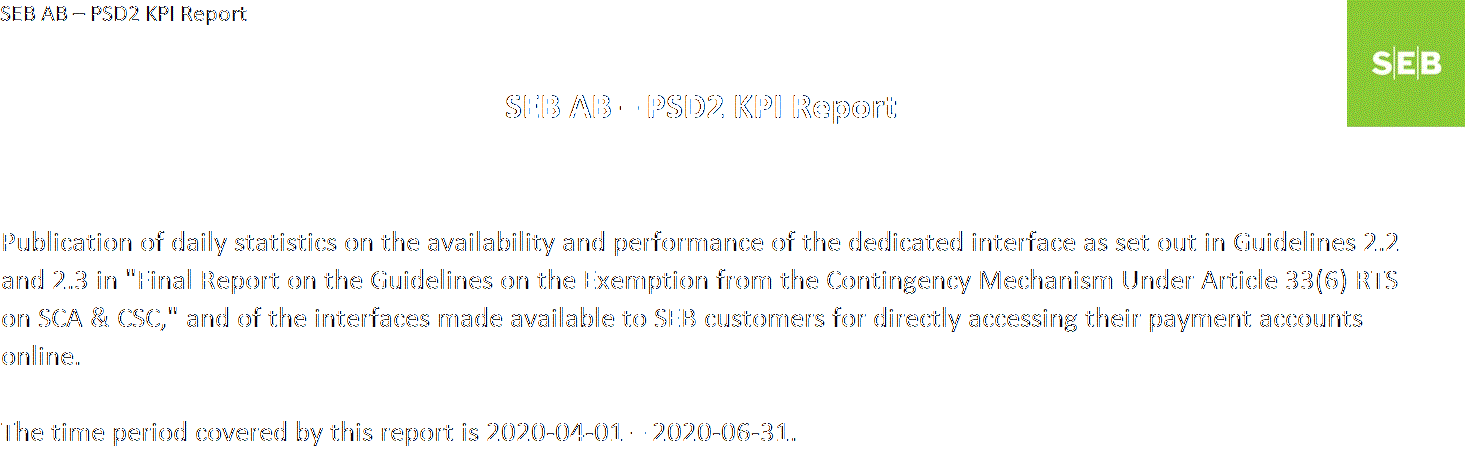 SEB AB – PSD2 KPI Report
S|E|B
SEB AB – PSD2 KPI Report
Publication of daily statistics on the availability and performance of the dedicated interface as set out in Guidelines 2.2
and 2.3 in "Final Report on the Guidelines on the Exemption from the Contingency Mechanism Under Article 33(6) RTS
on SCA & CSC," and of the interfaces made available to SEB customers for directly accessing their payment accounts
online.
The time period covered by this report is 2020-04-01 – 2020-06-31.